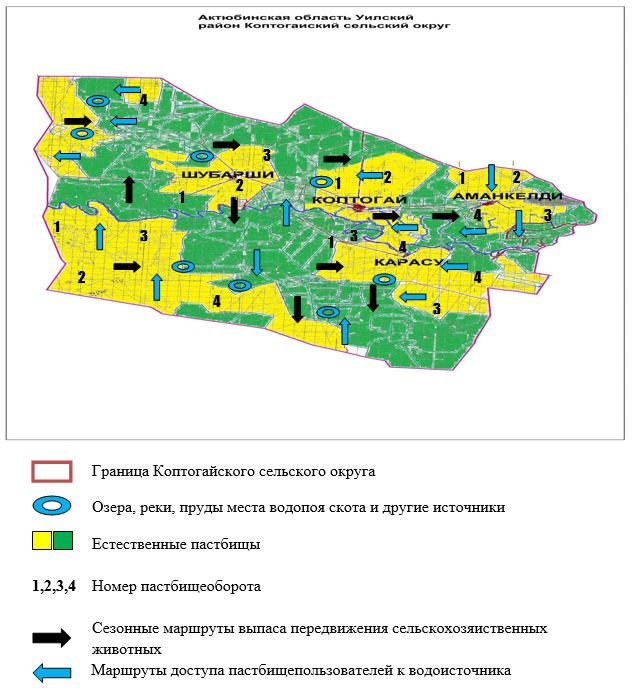 Актюбинская область Уилский
район Коптогаиский сельский округ
4
3
ШУБАРШИ
2
1
1
2
КОПТОГАЙ
1
2
АМАНКЕЛДИ
3
4
1
3
2
4
1
3
4
КАРАСУ
4
3
Граница Коптогайского сельского округа
Озера, реки, пруды места водопоя скота и другие источники
Естественные пастбищы
1,2,3,4 Номер пастбищеоборота
Сезонные маршруты выпаса передвижения сельскохозяиственных
животных
Маршруты доступа пастбищепользователей к водоисточника